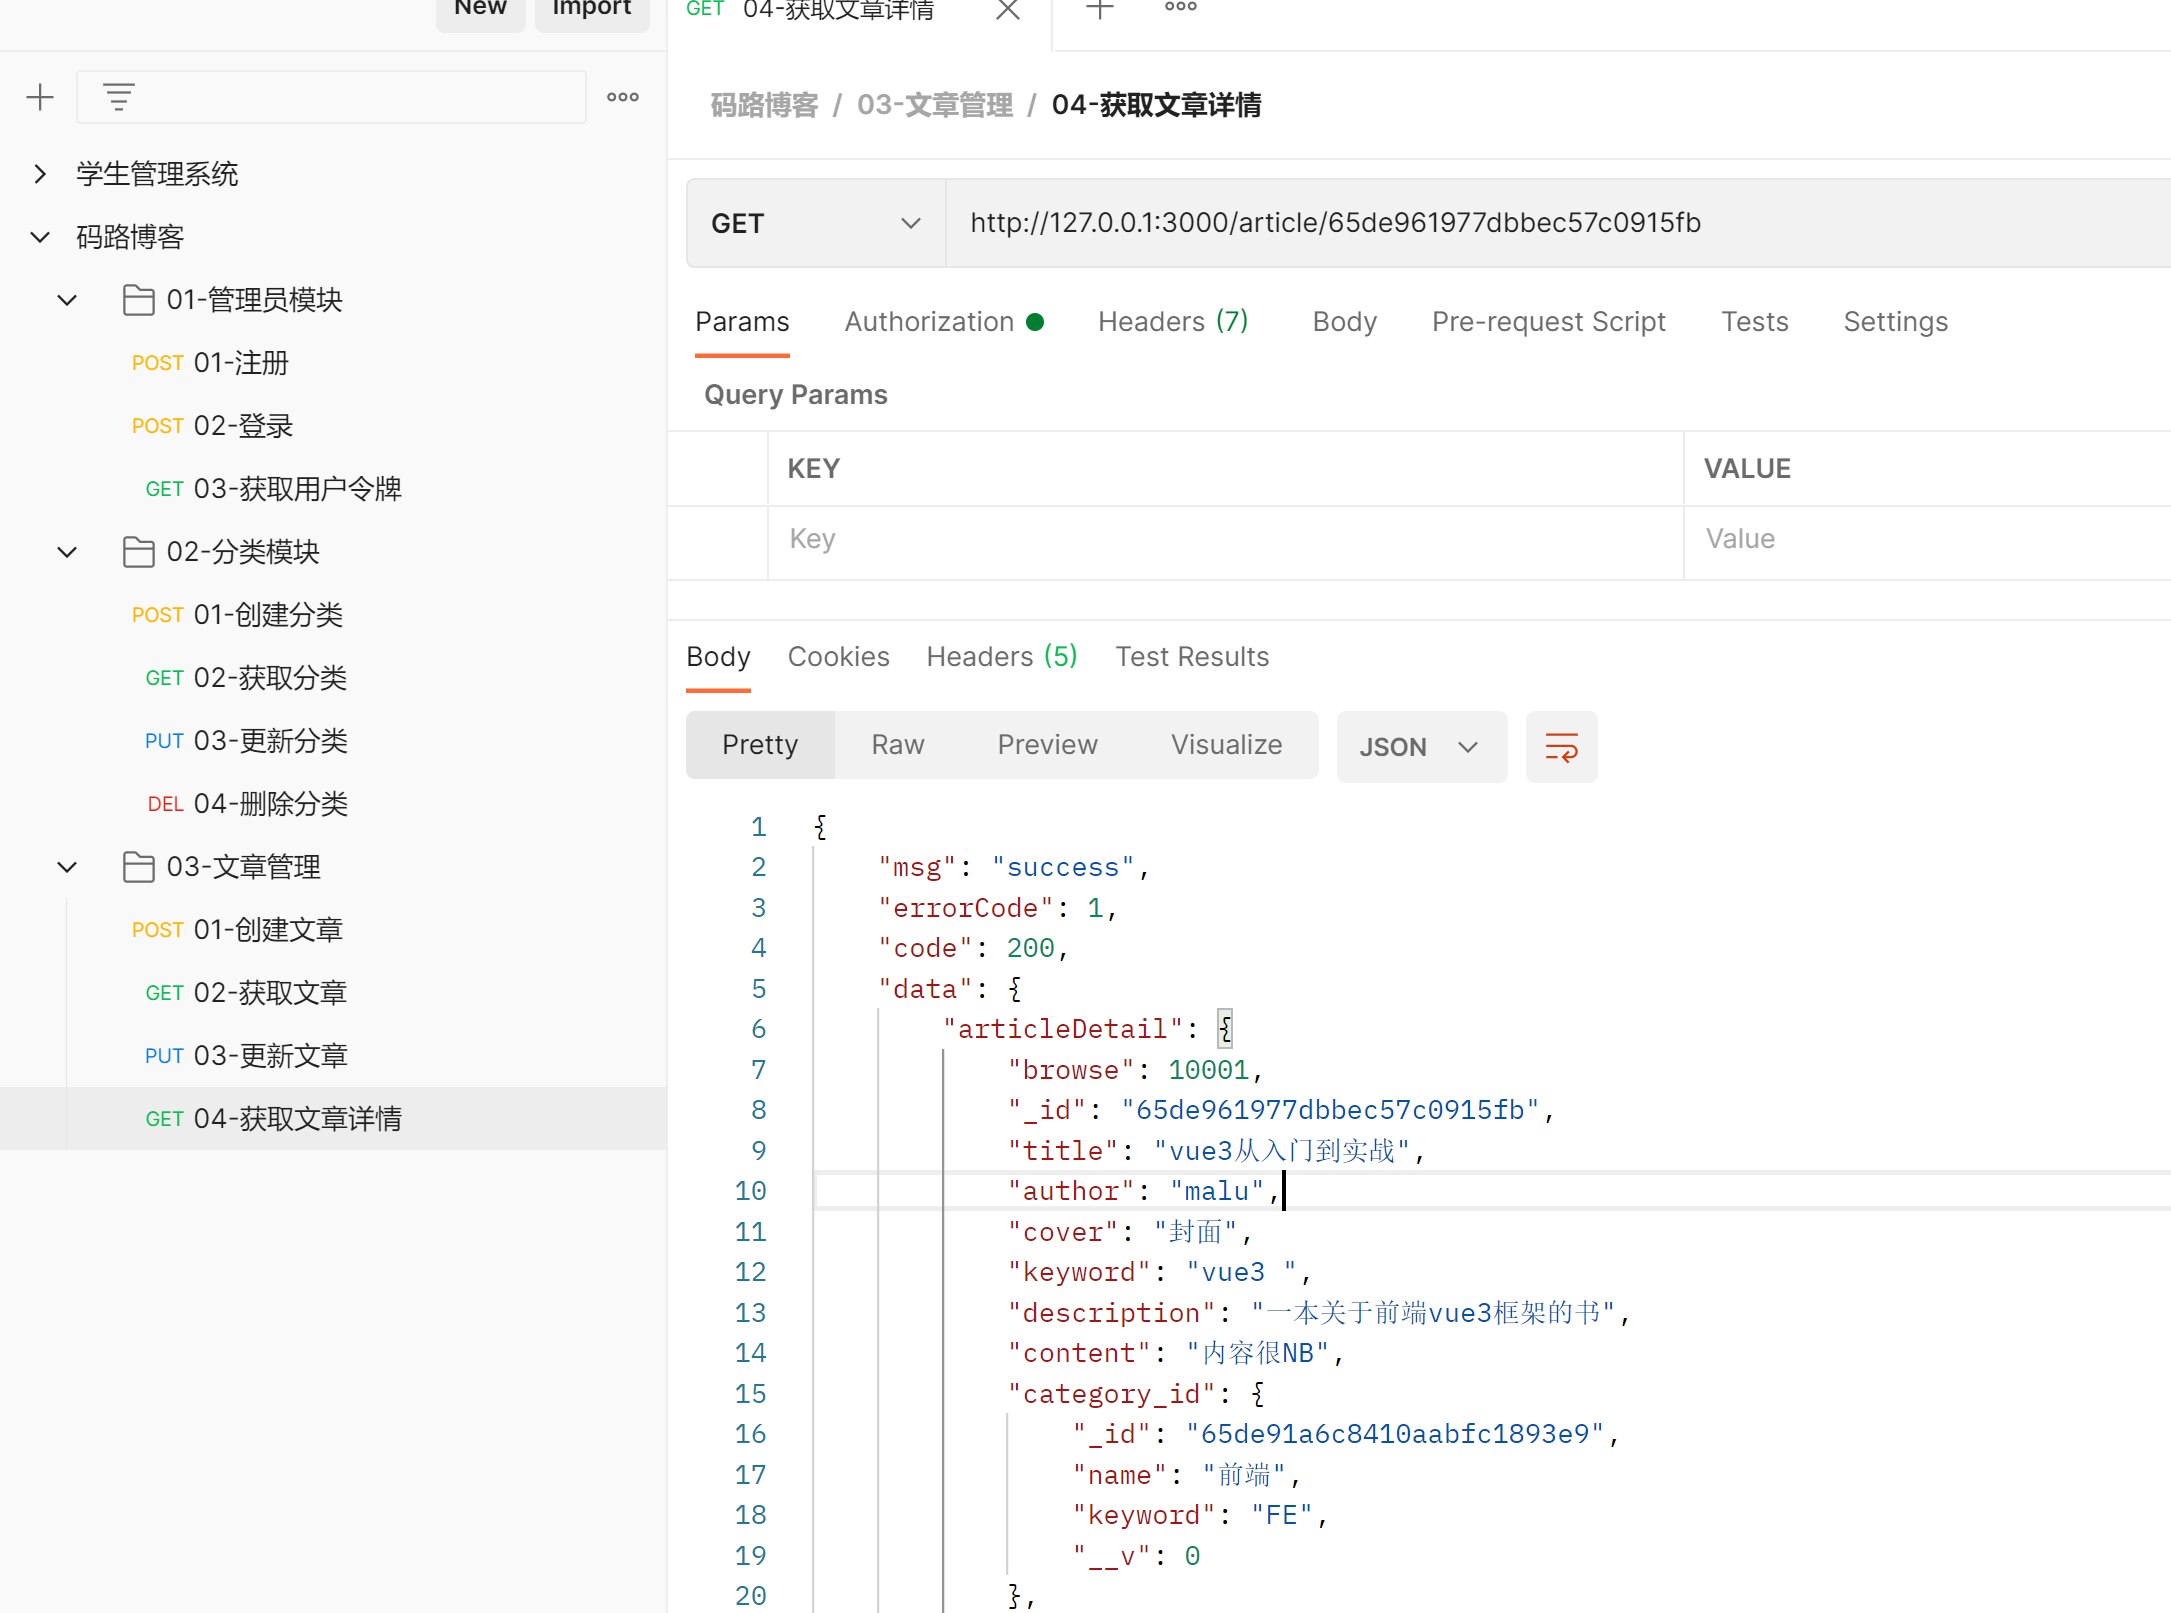 New Import
学生管理系统
码路博客
01-管理员模块
POST 01-注册
POST 02-登录
GET 03-获取用户令牌
02-分类模块
POST 01-创建分类
GET 02-获取分类
PUT 03-更新分类
DEL 04-删除分类
03-文章管理
POST 01-创建文章
GET 02-获取文章
PUT 03-更新文章
GET 04-获取文章详情
GET 04-获取文章详情
码路博客 / 03-文章管理 / 04-获取文章详情
GET http://127.0.0.1:3000/article/65de961977dbbec57c0915fb
Params Authorization Headers (7) Body Pre-request Script Tests Settings
Query Params
KEY VALUE
Key Value
Body Cookies Headers (5) Test Results
Pretty Raw Preview Visualize JSON
1 {
2 "msg": "success",
3 "errorCode": 1,
4 "code": 200,
5 "data": {
6 "articleDetail": {
7 "browse": 10001,
8 "_id": "65de961977dbbec57c0915fb",
9 "title": "vue3从入门到实战",
10 "author": "malu",
11 "cover": "封面",
12 "keyword": "vue3 ",
13 "description": "一本关于前端vue3框架的书",
14 "content": "内容很NB",
15 "category_id": {
16 "_id": "65de91a6c8410aabfc1893e9",
17 "name": "前端",
18 "keyword": "FE",
19 "__v": 0
20 },